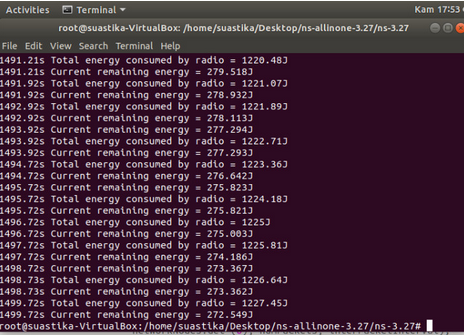 Activities Terminal Kam 17:53
root@suastika-VirtualBox: /home/suastika/Desktop/ns-allinone-3.27/ns-3.27
File Edit View Search Terminal Help
1491.21s Total energy consumed by radio = 1220.48J
1491.21s Current remaining energy = 279.518J
1491.92s Total energy consumed by radio = 1221.07J
1491.92s Current remaining energy = 278.932J
1492.92s Total energy consumed by radio = 1221.89J
1492.92s Current remaining energy = 278.113J
1493.92s Current remaining energy = 277.294J
1493.92s Total energy consumed by radio = 1222.71J
1493.92s Current remaining energy = 277.293J
1494.72s Total energy consumed by radio = 1223.36J
1494.72s Current remaining energy = 276.642J
1495.72s Current remaining energy = 275.823J
1495.72s Total energy consumed by radio = 1224.18J
1495.72s Current remaining energy = 275.821J
1496.72s Total energy consumed by radio = 1225J
1496.72s Current remaining energy = 275.003J
1497.72s Total energy consumed by radio = 1225.81J
1497.72s Current remaining energy = 274.186J
1498.72s Current remaining energy = 273.367J
1498.73s Total energy consumed by radio = 1226.64J
1498.73s Current remaining energy = 273.362J
1499.72s Total energy consumed by radio = 1227.45J
1499.72s Current remaining energy = 272.549J
root@suastika-VirtualBox:/home/suastika/Desktop/ns-allinone-3.27/ns-3.27#